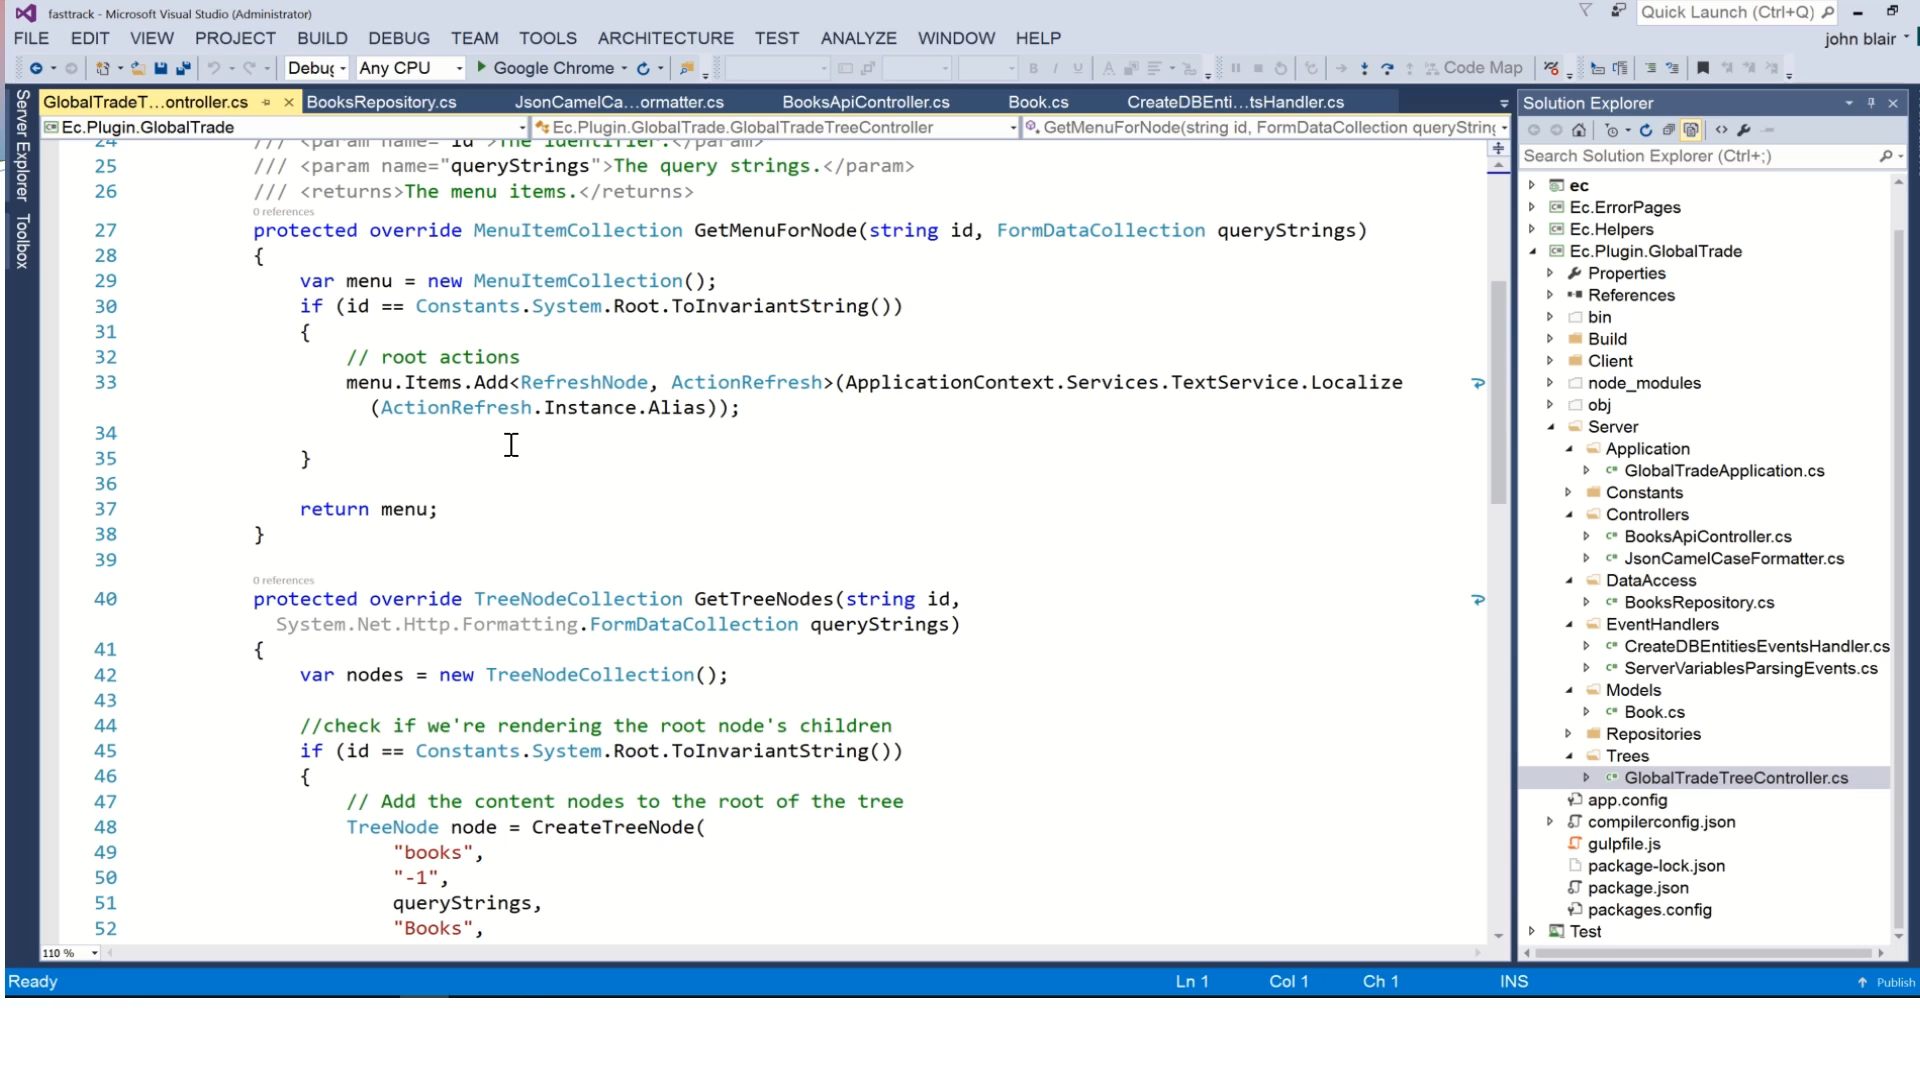 fasttrack - Microsoft Visual Studio (Administrator)
Quick Launch (Ctrl+Q)
FILE EDIT VIEW PROJECT BUILD DEBUG TEAM TOOLS ARCHITECTURE TEST ANALYZE WINDOW HELP
john blair
Debug Any CPU Google Chrome Code Map
Server Explorer
Toolbox
GlobalTradeT...ontroller.cs BooksRepository.cs JsonCamelCa...ormatter.cs BooksApiController.cs Book.cs CreateDBEnti...tsHandler.cs
Ec.Plugin.GlobalTrade Ec.Plugin.GlobalTrade.GlobalTradeTreeController GetMenuForNode(string id, FormDataCollection queryString
24 /// <param name="id">The identifier.</param>
25 /// <param name="queryStrings">The query strings.</param>
26 /// <returns>The menu items.</returns>
0 references
27 protected override MenuItemCollection GetMenuForNode(string id, FormDataCollection queryStrings)
28 {
29 var menu = new MenuItemCollection();
30 if (id == Constants.System.Root.ToInvariantString())
31 {
32 // root actions
33 menu.Items.Add<RefreshNode, ActionRefresh>(ApplicationContext.Services.TextService.Localize
(ActionRefresh.Instance.Alias));
34
35 }
36
37 return menu;
38 }
39
0 references
40 protected override TreeNodeCollection GetTreeNodes(string id,
System.Net.Http.Formatting.FormDataCollection queryStrings)
41 {
42 var nodes = new TreeNodeCollection();
43
44 //check if we're rendering the root node's children
45 if (id == Constants.System.Root.ToInvariantString())
46 {
47 // Add the content nodes to the root of the tree
48 TreeNode node = CreateTreeNode(
49 "books",
50 "-1",
51 queryStrings,
52 "Books",
110 %
Solution Explorer
Search Solution Explorer (Ctrl+;)
ec
Ec.ErrorPages
Ec.Helpers
Ec.Plugin.GlobalTrade
Properties
References
bin
Build
Client
node_modules
obj
Server
Application
GlobalTradeApplication.cs
Constants
Controllers
BooksApiController.cs
JsonCamelCaseFormatter.cs
DataAccess
BooksRepository.cs
EventHandlers
CreateDBEntitiesEventsHandler.cs
ServerVariablesParsingEvents.cs
Models
Book.cs
Repositories
Trees
GlobalTradeTreeController.cs
app.config
compilerconfig.json
gulpfile.js
package-lock.json
package.json
packages.config
Test
Ready Ln 1 Col 1 Ch 1 INS Publish